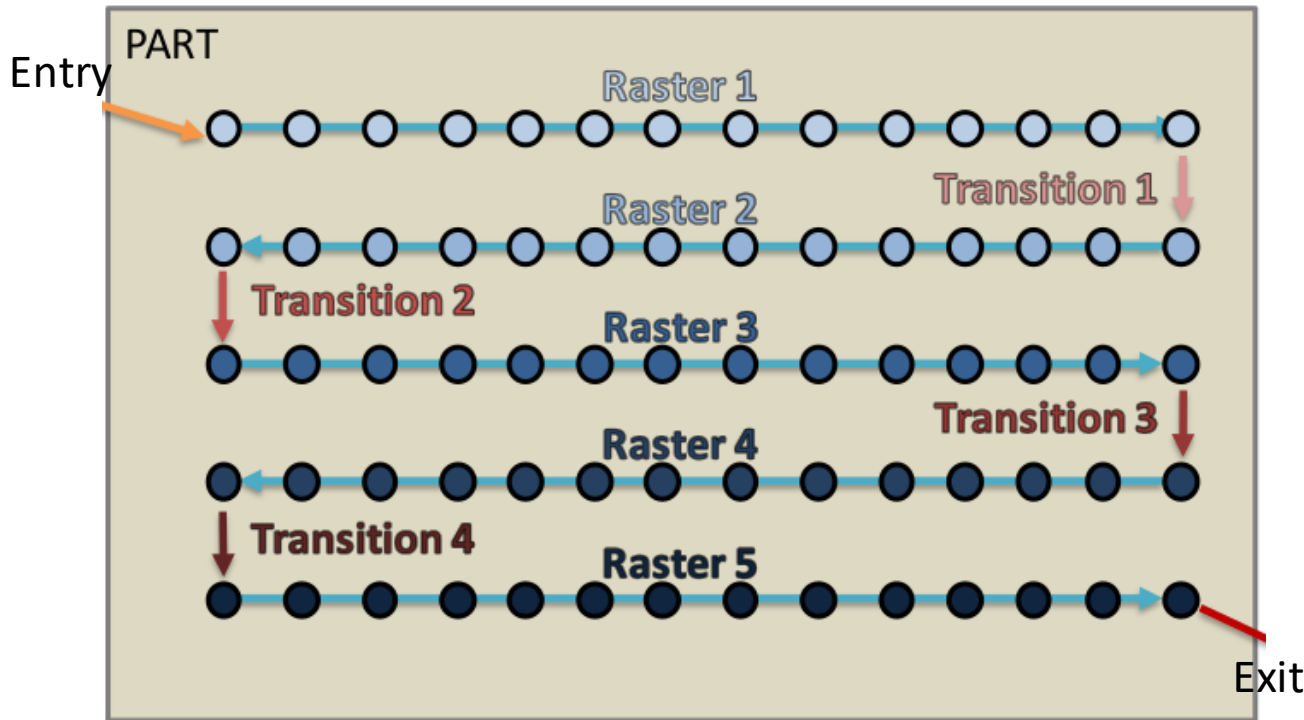 PART
Entry
Raster 1
Transition 1
Raster 2
Transition 2
Raster 3
Transition 3
Raster 4
Transition 4
Raster 5
Exit